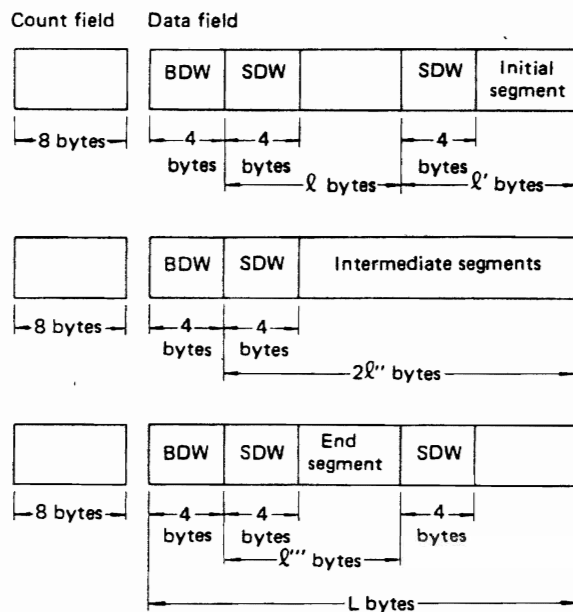 Count field Data field
BDW SDW SDW Initial segment
8 bytes 4 bytes 4 bytes 4 bytes
ℓ bytes ℓ' bytes
BDW SDW Intermediate segments
8 bytes 4 bytes 4 bytes
2ℓ'' bytes
BDW SDW End segment SDW
8 bytes 4 bytes 4 bytes 4 bytes
ℓ''' bytes
L bytes